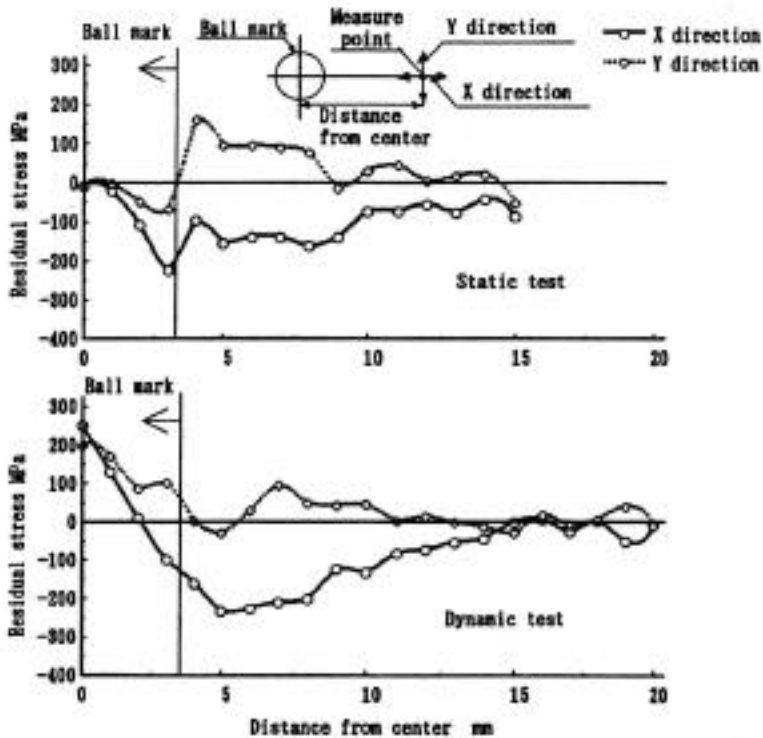 Ball mark
Ball mark
Measure
point
Y direction
X direction
Distance
from center
X direction
Y direction
Residual stress MPa
300
200
100
0
-100
-200
-300
-400
Static test
0
5
10
15
20
Ball mark
Residual stress MPa
300
200
100
0
-100
-200
-300
-400
Dynamic test
0
5
10
15
20
Distance from center mm